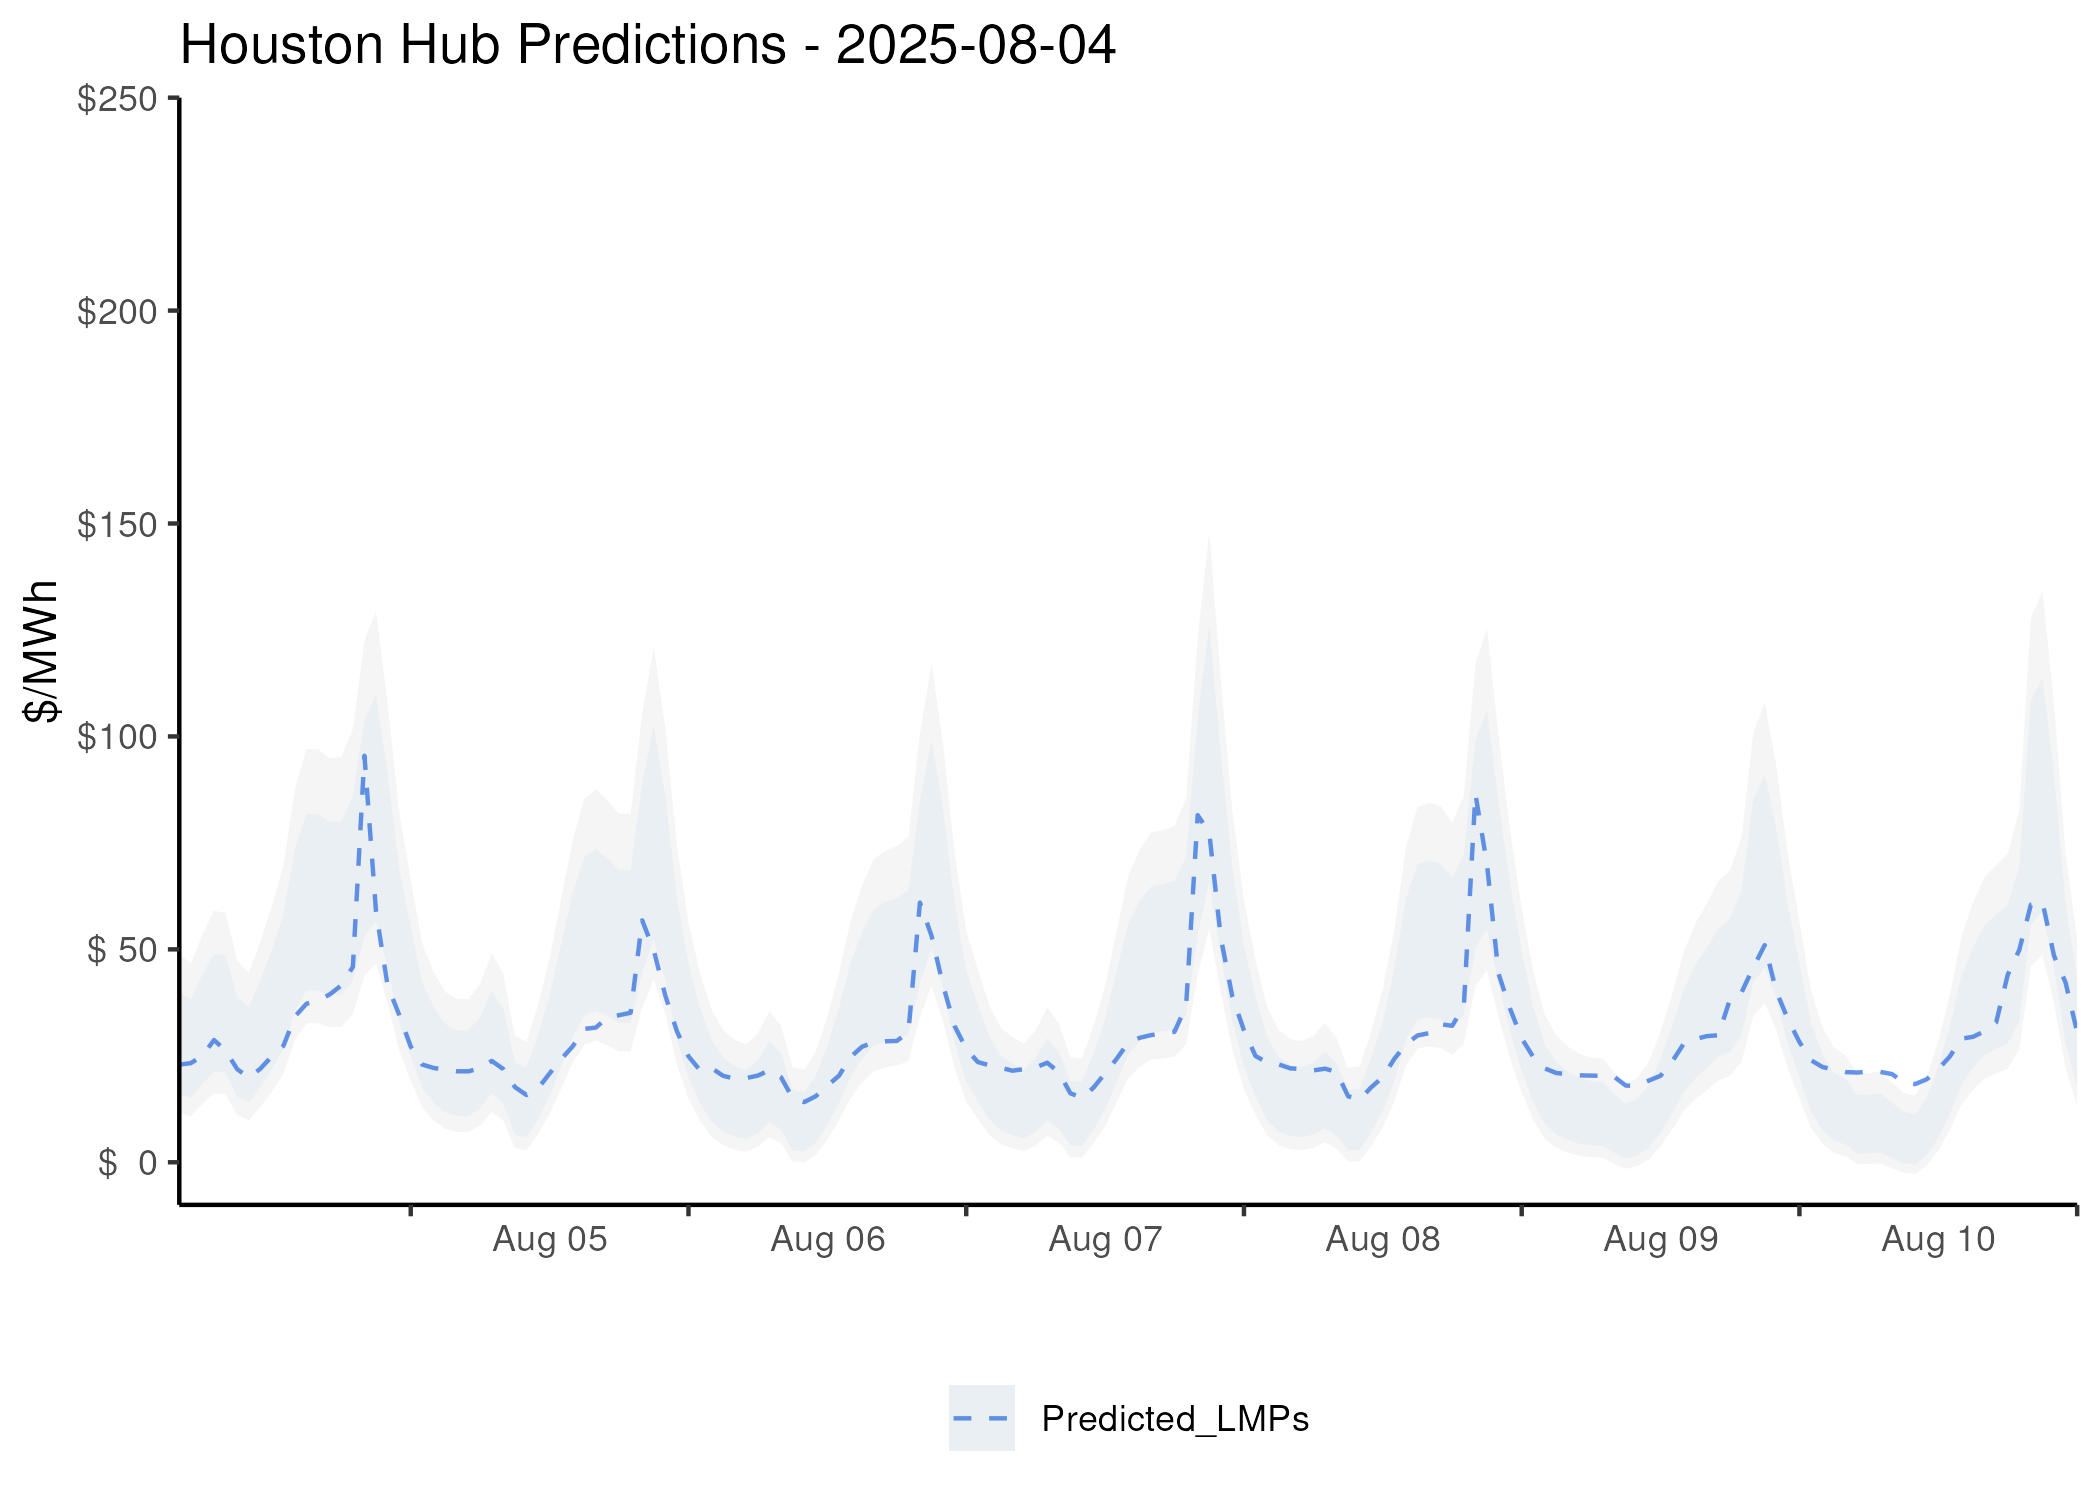 Houston Hub Predictions - 2025-08-04
$250
$200
$150
$100
$ 50
$  0
$/MWh
Aug 05
Aug 06
Aug 07
Aug 08
Aug 09
Aug 10
Predicted_LMPs